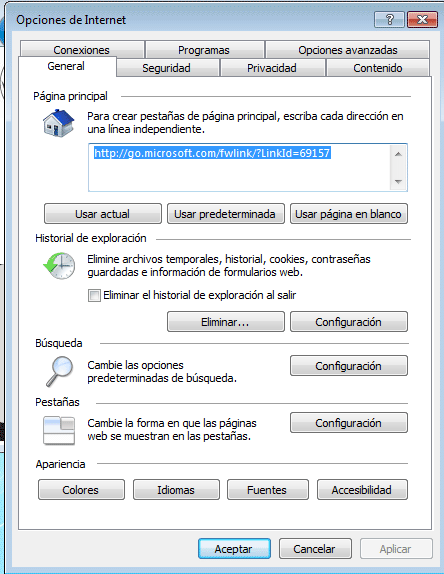 Opciones de Internet
Conexiones
Programas
Opciones avanzadas
General
Seguridad
Privacidad
Contenido
Página principal
Para crear pestañas de página principal, escriba cada dirección en
una línea independiente.
http://go.microsoft.com/fwlink/?LinkId=69157
Usar actual
Usar predeterminada
Usar página en blanco
Historial de exploración
Elimine archivos temporales, historial, cookies, contraseñas
guardadas e información de formularios web.
Eliminar el historial de exploración al salir
Eliminar...
Configuración
Búsqueda
Cambie las opciones
predeterminadas de búsqueda.
Configuración
Pestañas
Cambie la forma en que las páginas
web se muestran en las pestañas.
Configuración
Apariencia
Colores
Idiomas
Fuentes
Accesibilidad
Aceptar
Cancelar
Aplicar